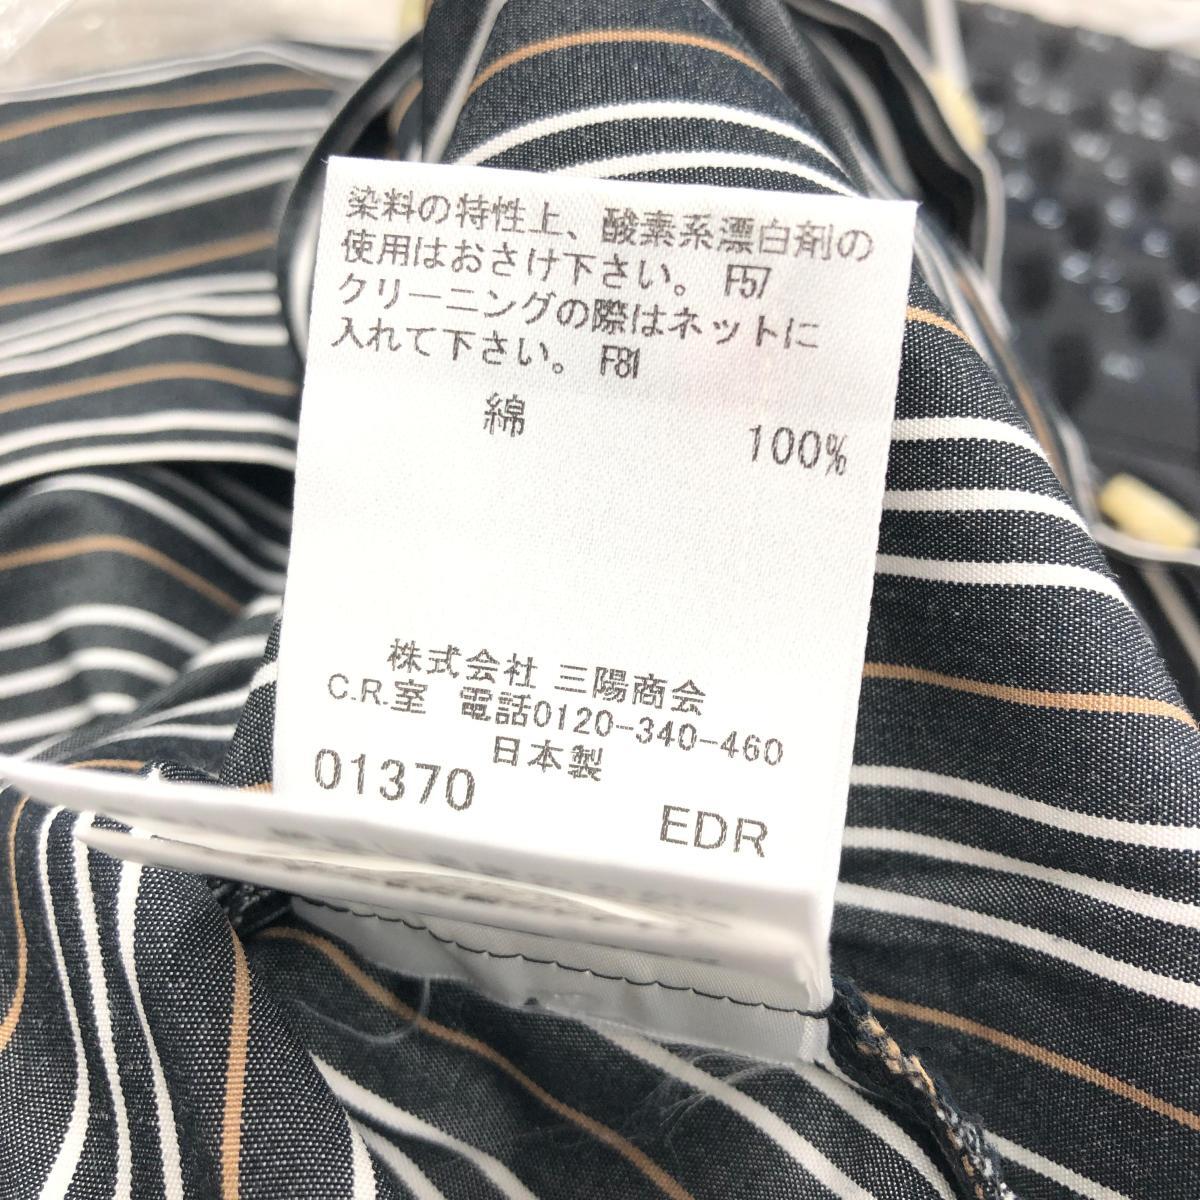 染料の特性上、酸素系漂白剤の
使用はおさけ下さい。 F57
クリーニングの際はネットに
入れて下さい。 F81
綿 100%
株式会社 三陽商会
C.R.室 電話0120-340-460
日本製
01370 EDR